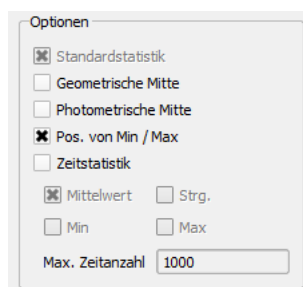 Optionen
Standardstatistik
Geometrische Mitte
Photometrische Mitte
Pos. von Min / Max
Zeitstatistik
Mittelwert Strg.
Min Max
Max. Zeitanzahl 1000